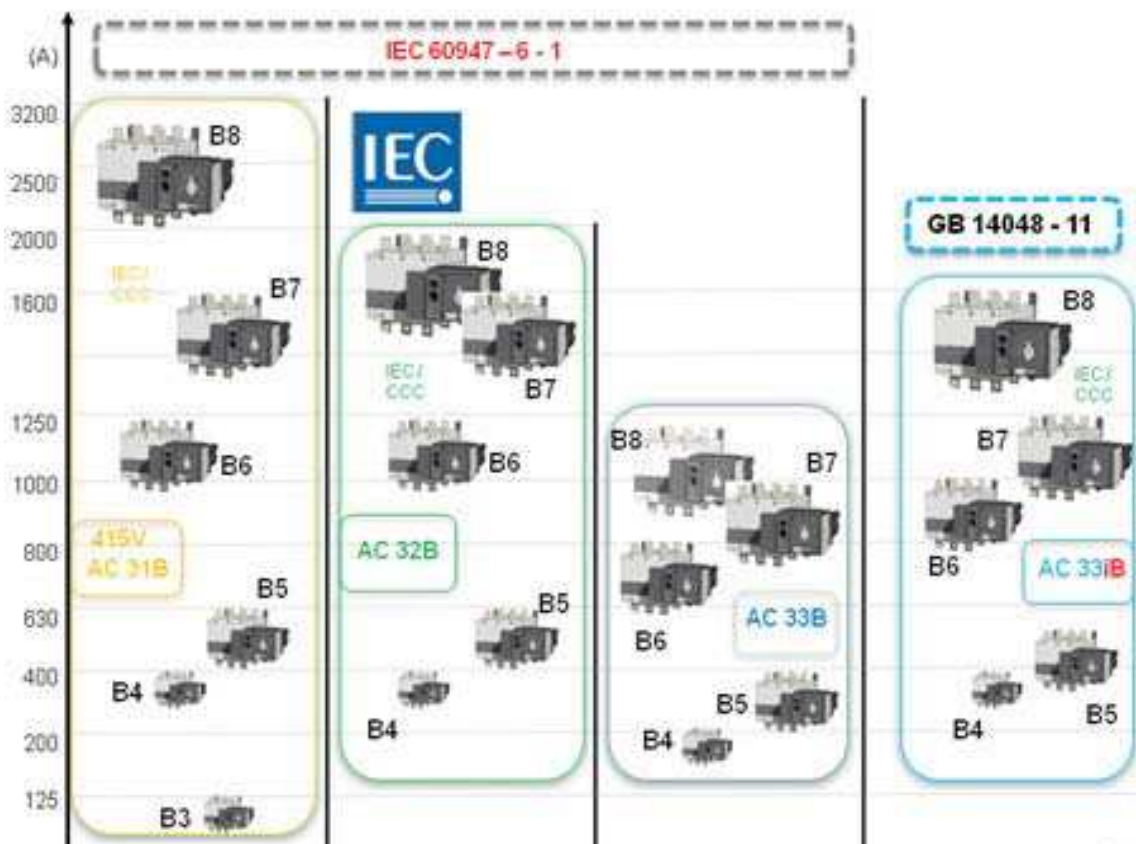 (A)
IEC 60947 – 6 - 1
3200
2500
2000
1600
1250
1000
800
630
400
200
125
B8
IEC /
CCC
B7
B6
415V
AC 31B
B5
B4
B3
IEC
B8
IEC /
CCC
B7
B6
AC 32B
B5
B4
B8
B7
B6
AC 33B
B5
B4
GB 14048 - 11
B8
IEC /
CCC
B7
B6
AC 33iB
B4
B5